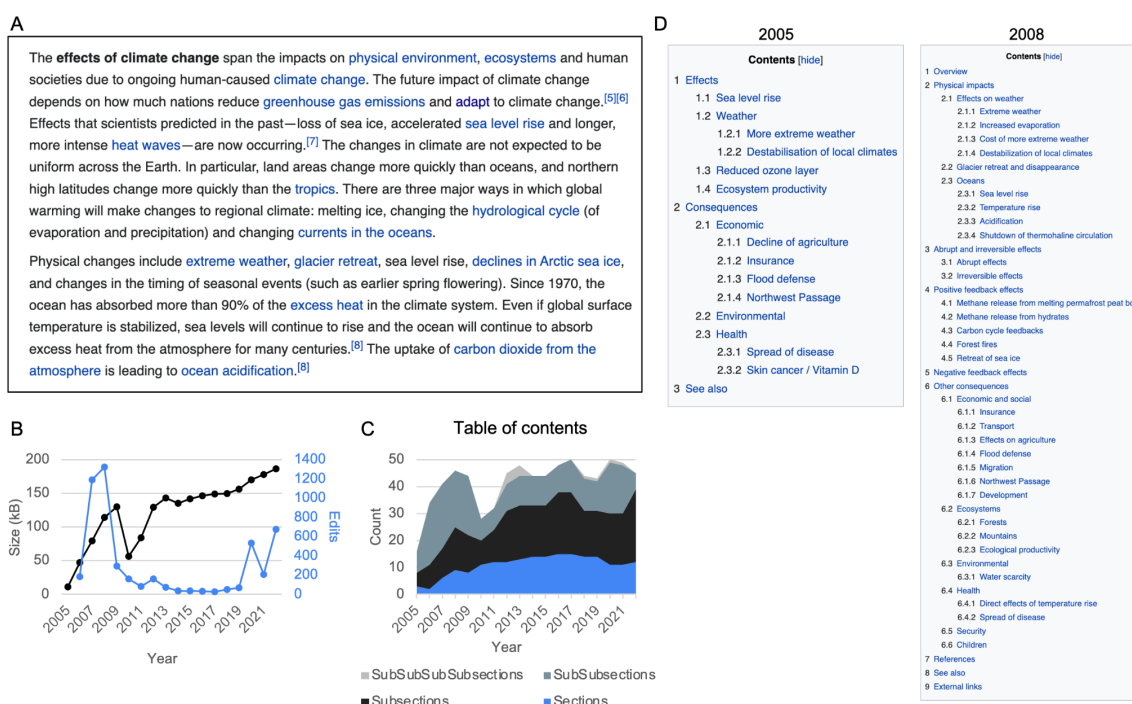 A
The effects of climate change span the impacts on physical environment, ecosystems and human
societies due to ongoing human-caused climate change. The future impact of climate change
depends on how much nations reduce greenhouse gas emissions and adapt to climate change.[5][6]
Effects that scientists predicted in the past—loss of sea ice, accelerated sea level rise and longer,
more intense heat waves—are now occurring.[7] The changes in climate are not expected to be
uniform across the Earth. In particular, land areas change more quickly than oceans, and northern
high latitudes change more quickly than the tropics. There are three major ways in which global
warming will make changes to regional climate: melting ice, changing the hydrological cycle (of
evaporation and precipitation) and changing currents in the oceans.
Physical changes include extreme weather, glacier retreat, sea level rise, declines in Arctic sea ice,
and changes in the timing of seasonal events (such as earlier spring flowering). Since 1970, the
ocean has absorbed more than 90% of the excess heat in the climate system. Even if global surface
temperature is stabilized, sea levels will continue to rise and the ocean will continue to absorb
excess heat from the atmosphere for many centuries.[8] The uptake of carbon dioxide from the
atmosphere is leading to ocean acidification.[8]
B
200
150
100
50
0
Size (kB)
1400
1200
1000
800
600
400
200
0
Edits
2005
2007
2009
2011
2013
2015
2017
2019
2021
Year
C
Table of contents
50
40
30
20
10
0
Count
2005
2007
2009
2011
2013
2015
2017
2019
2021
Year
SubSubSubSubsections
SubSubsections
Subsections
Sections
D
2005
Contents [hide]
1 Effects
1.1 Sea level rise
1.2 Weather
1.2.1 More extreme weather
1.2.2 Destabilisation of local climates
1.3 Reduced ozone layer
1.4 Ecosystem productivity
2 Consequences
2.1 Economic
2.1.1 Decline of agriculture
2.1.2 Insurance
2.1.3 Flood defense
2.1.4 Northwest Passage
2.2 Environmental
2.3 Health
2.3.1 Spread of disease
2.3.2 Skin cancer / Vitamin D
3 See also
2008
Contents [hide]
1 Overview
2 Physical impacts
2.1 Effects on weather
2.1.1 Extreme weather
2.1.2 Increased evaporation
2.1.3 Cost of more extreme weather
2.1.4 Destabilization of local climates
2.2 Glacier retreat and disappearance
2.3 Oceans
2.3.1 Sea level rise
2.3.2 Temperature rise
2.3.3 Acidification
2.3.4 Shutdown of thermohaline circulation
3 Abrupt and irreversible effects
3.1 Abrupt effects
3.2 Irreversible effects
4 Positive feedback effects
4.1 Methane release from melting permafrost peat bo
4.2 Methane release from hydrates
4.3 Carbon cycle feedbacks
4.4 Forest fires
4.5 Retreat of sea ice
5 Negative feedback effects
6 Other consequences
6.1 Economic and social
6.1.1 Insurance
6.1.2 Transport
6.1.3 Effects on agriculture
6.1.4 Flood defense
6.1.5 Migration
6.1.6 Northwest Passage
6.1.7 Development
6.2 Ecosystems
6.2.1 Forests
6.2.2 Mountains
6.2.3 Ecological productivity
6.3 Environmental
6.3.1 Water scarcity
6.4 Health
6.4.1 Direct effects of temperature rise
6.4.2 Spread of disease
6.5 Security
6.6 Children
7 References
8 See also
9 External links